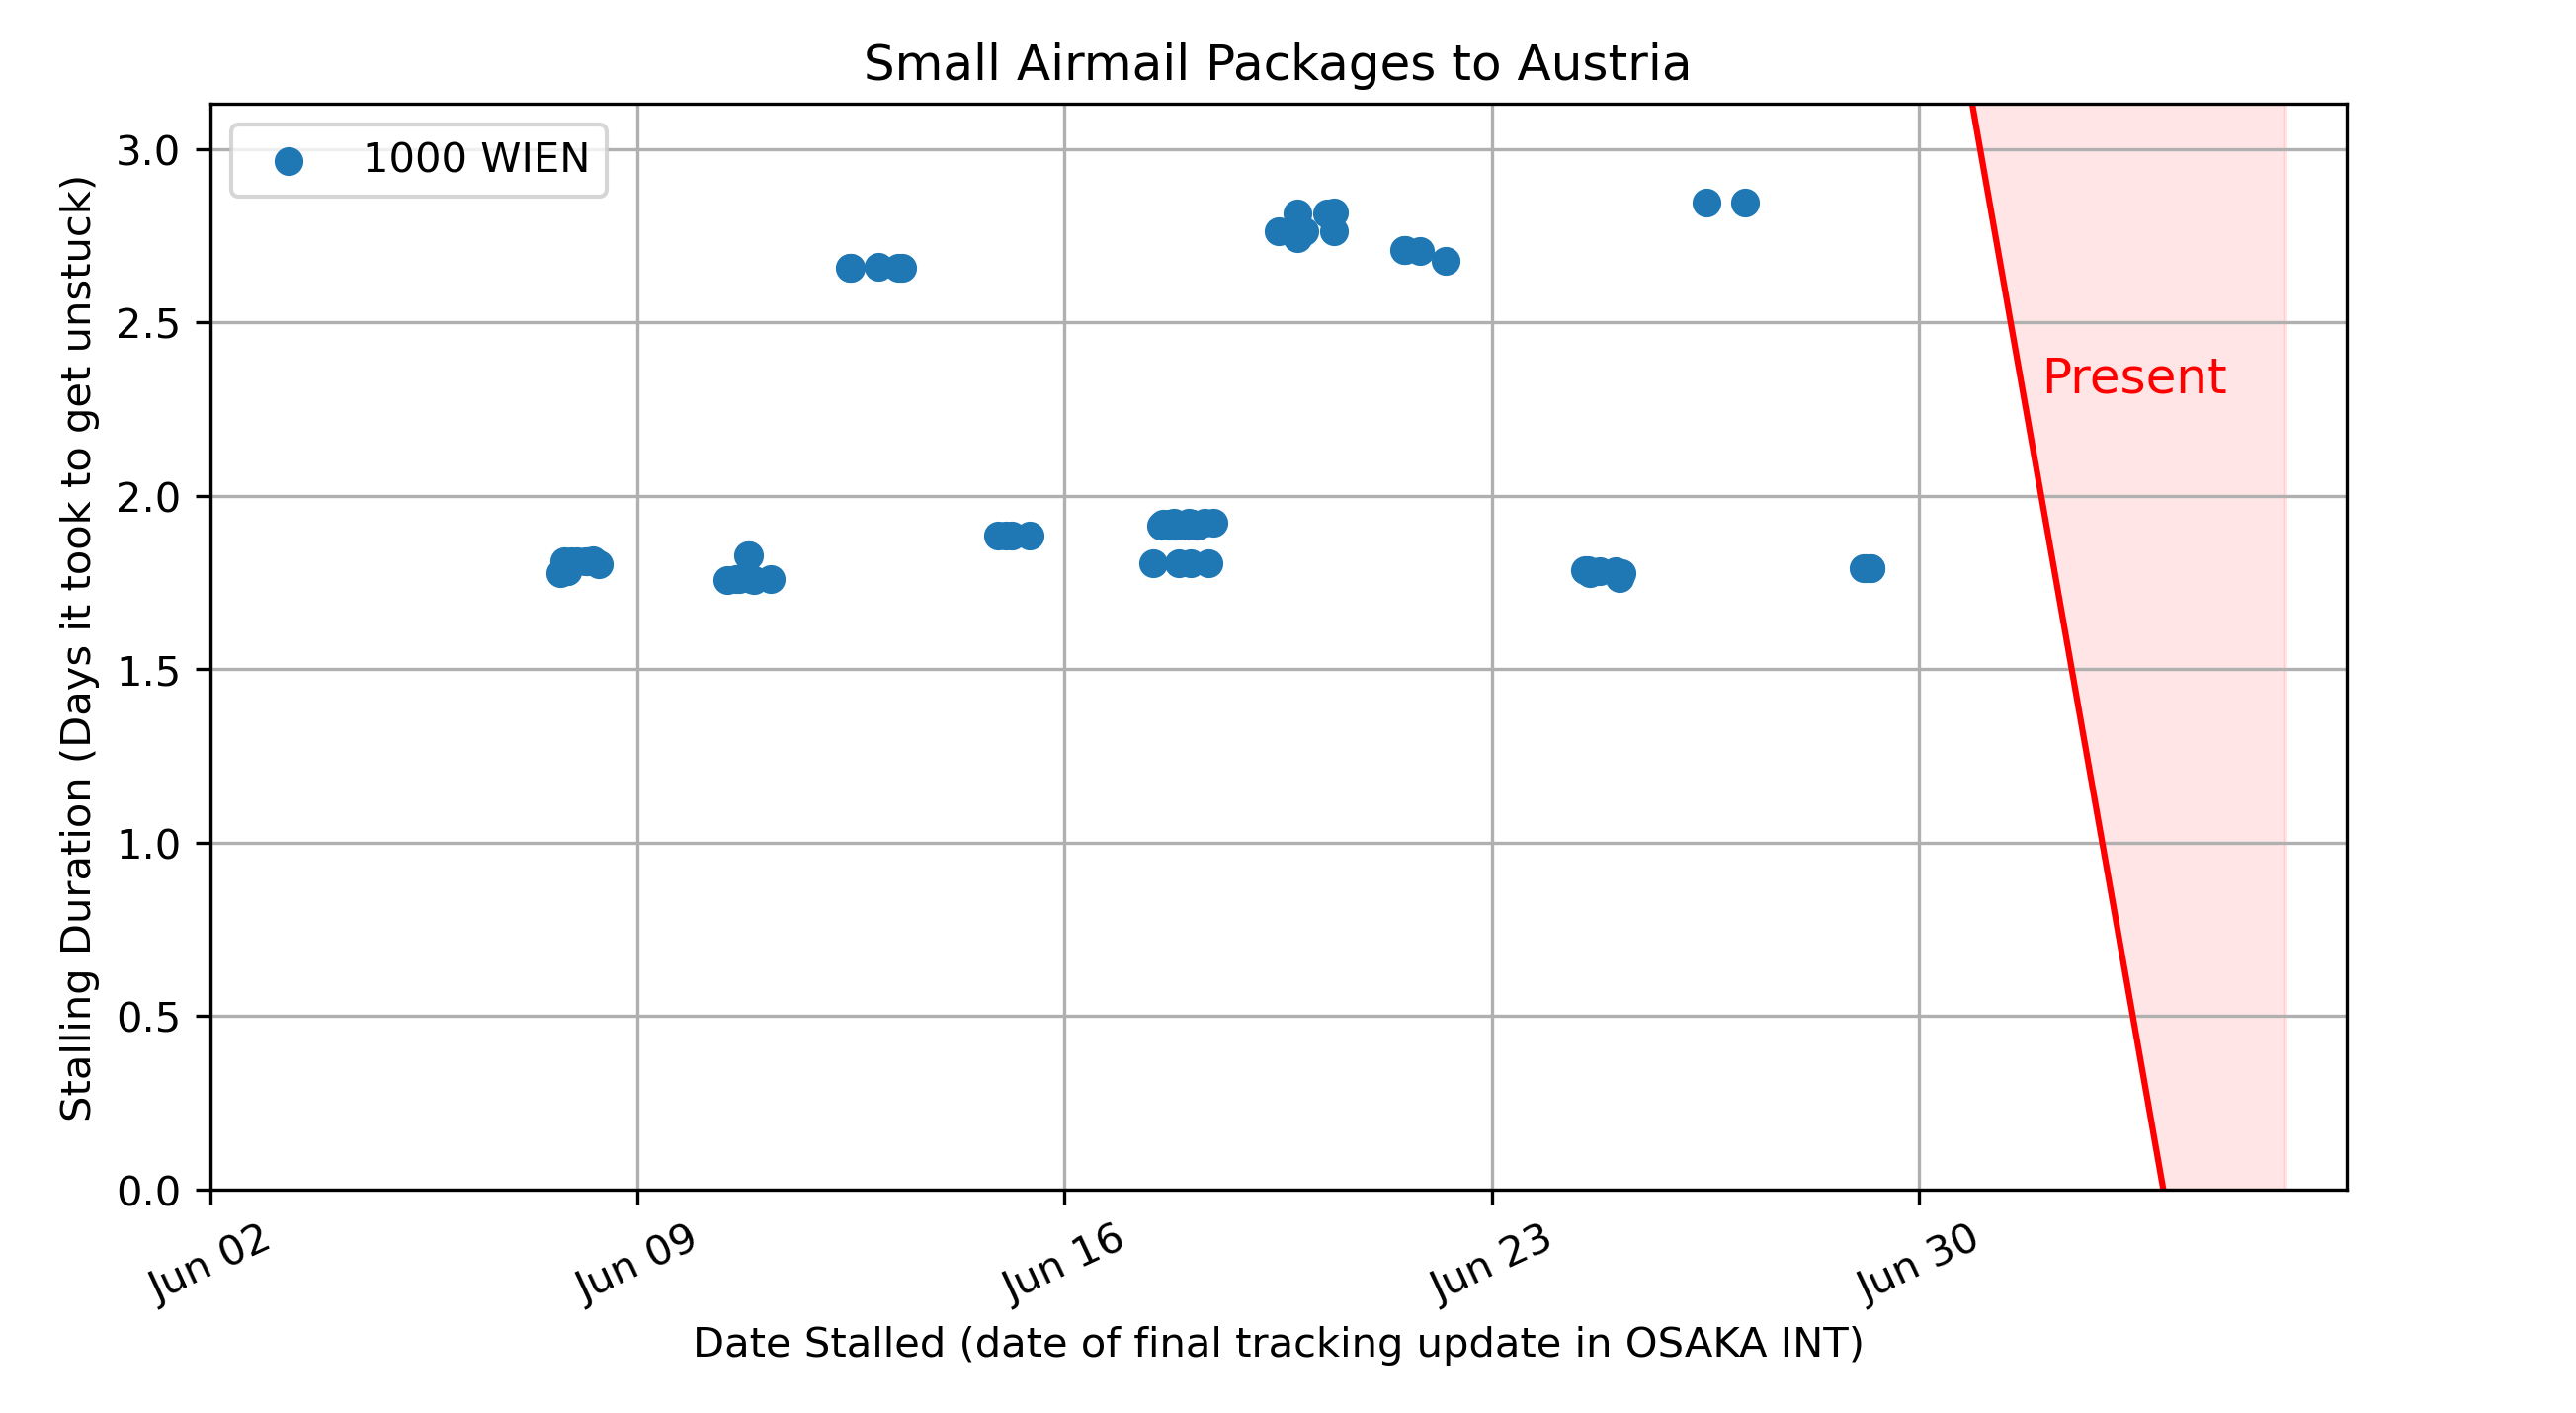 Small Airmail Packages to Austria
1000 WIEN
Present
Stalling Duration (Days it took to get unstuck)
3.0
2.5
2.0
1.5
1.0
0.5
0.0
Jun 02
Jun 09
Jun 16
Jun 23
Jun 30
Date Stalled (date of final tracking update in OSAKA INT)